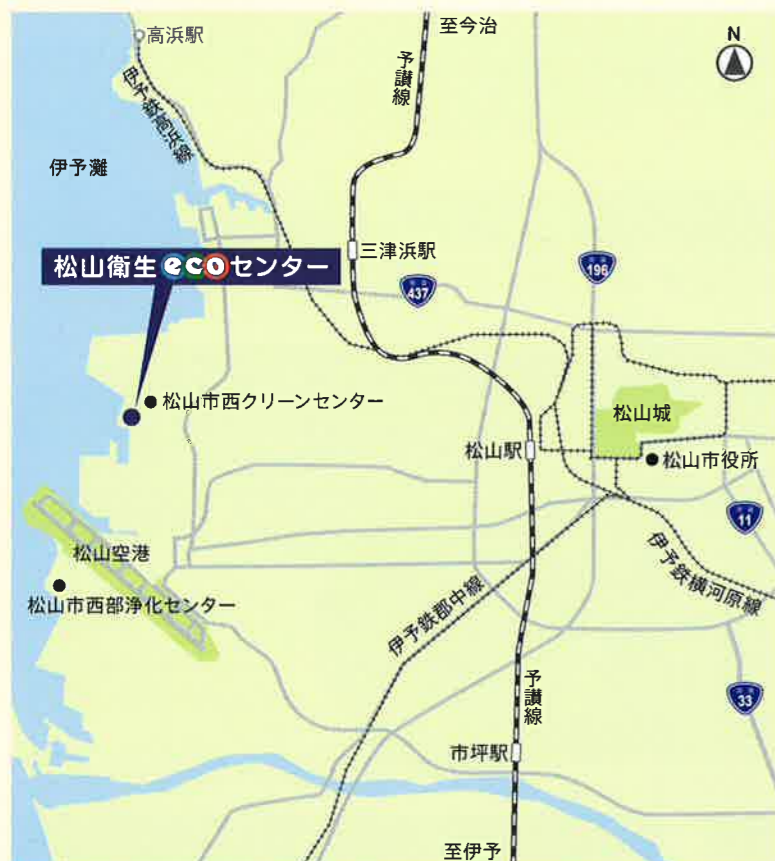 高浜駅
至今治
N
予讃線
伊予鉄高浜線
伊予灘
三津浜駅
松山衛生ecoセンター
196
437
松山市西クリーンセンター
松山城
松山駅
松山市役所
11
松山空港
伊予鉄横河原線
松山市西部浄化センター
伊予鉄郡中線
予讃線
33
市坪駅
至伊予